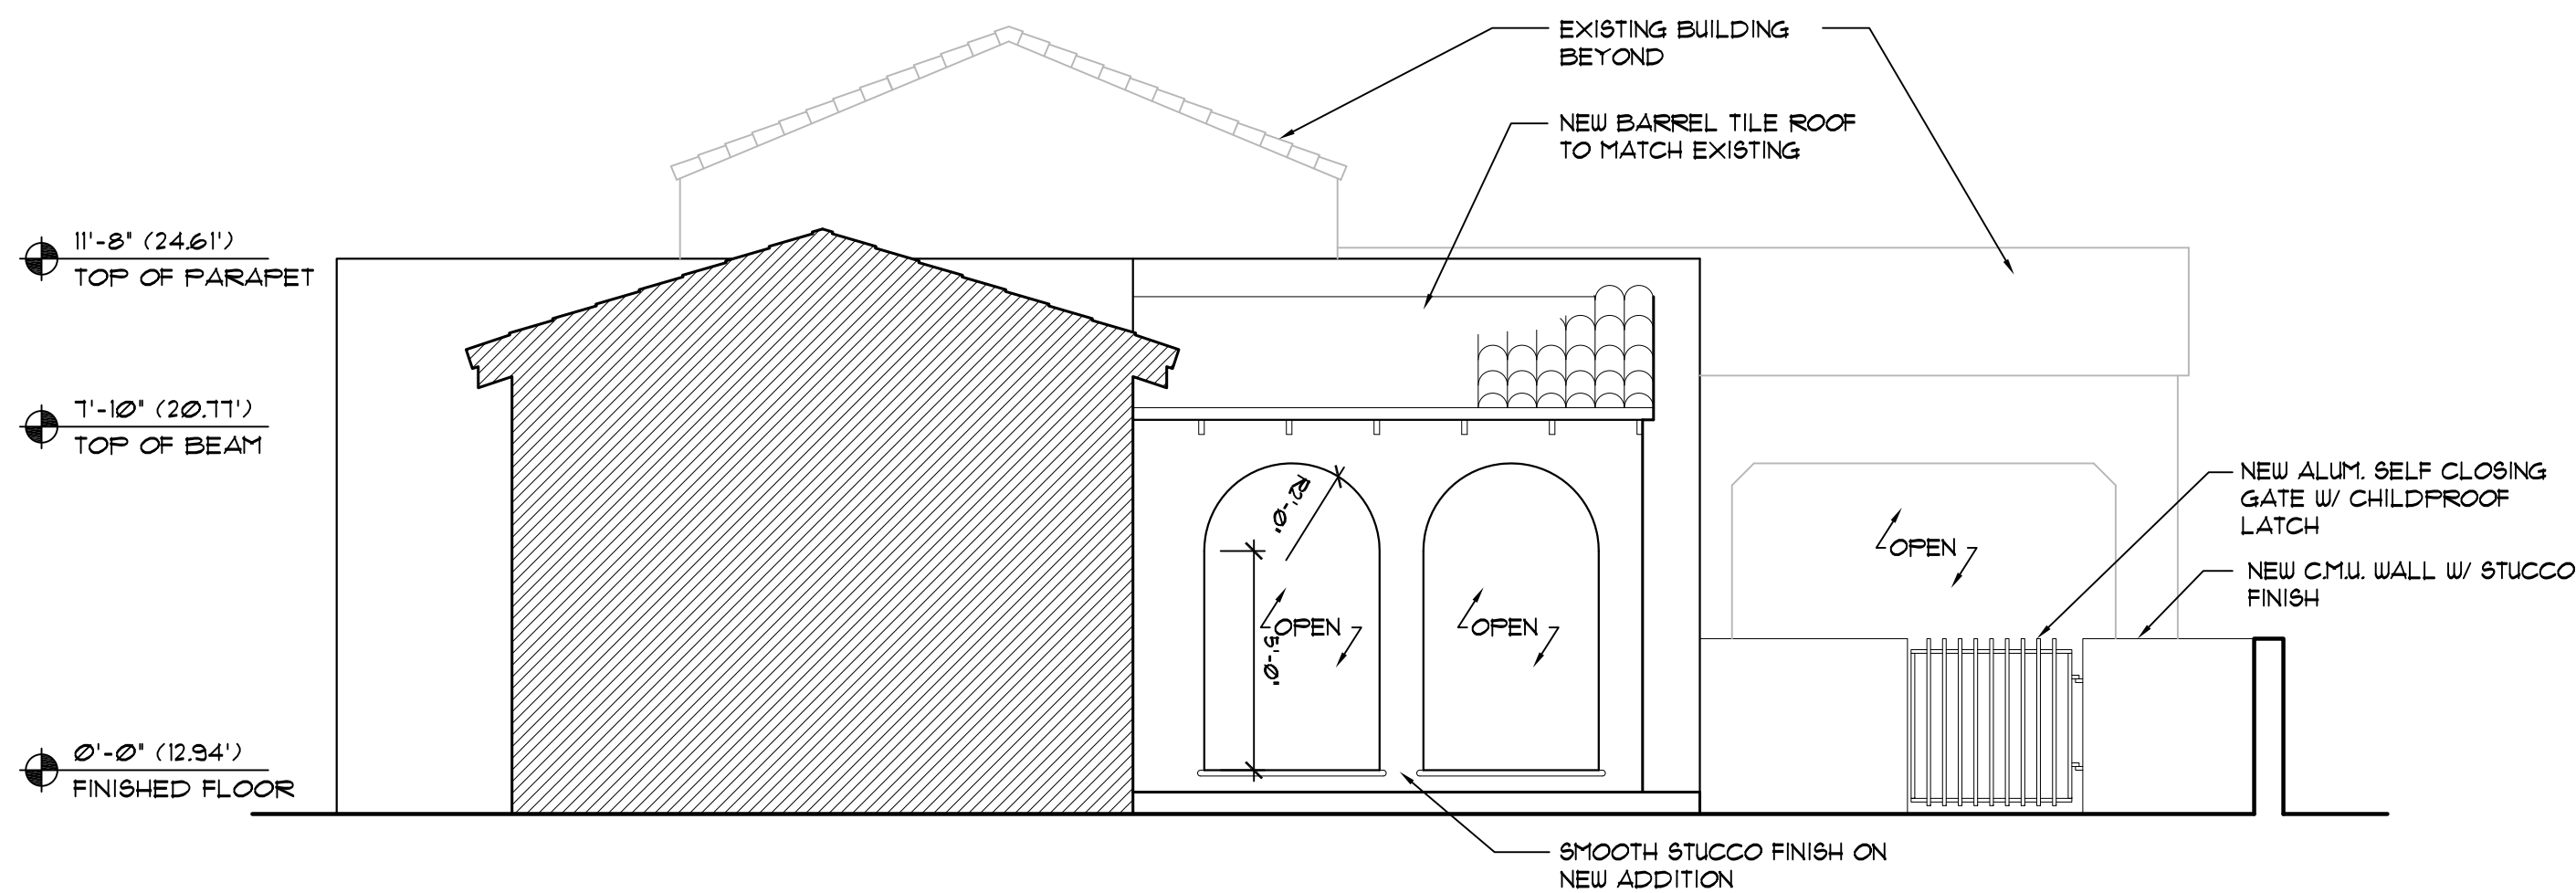 EXISTING BUILDING
BEYOND
NEW BARREL TILE ROOF
TO MATCH EXISTING
11'-8" (24.61')
TOP OF PARAPET
7'-10" (20.77')
TOP OF BEAM
NEW ALUM. SELF CLOSING
GATE W/ CHILDPROOF
LATCH
R2'-0"
OPEN
NEW C.M.U. WALL W/ STUCCO
FINISH
OPEN
OPEN
5'-0"
0'-0" (12.94')
FINISHED FLOOR
SMOOTH STUCCO FINISH ON
NEW ADDITION